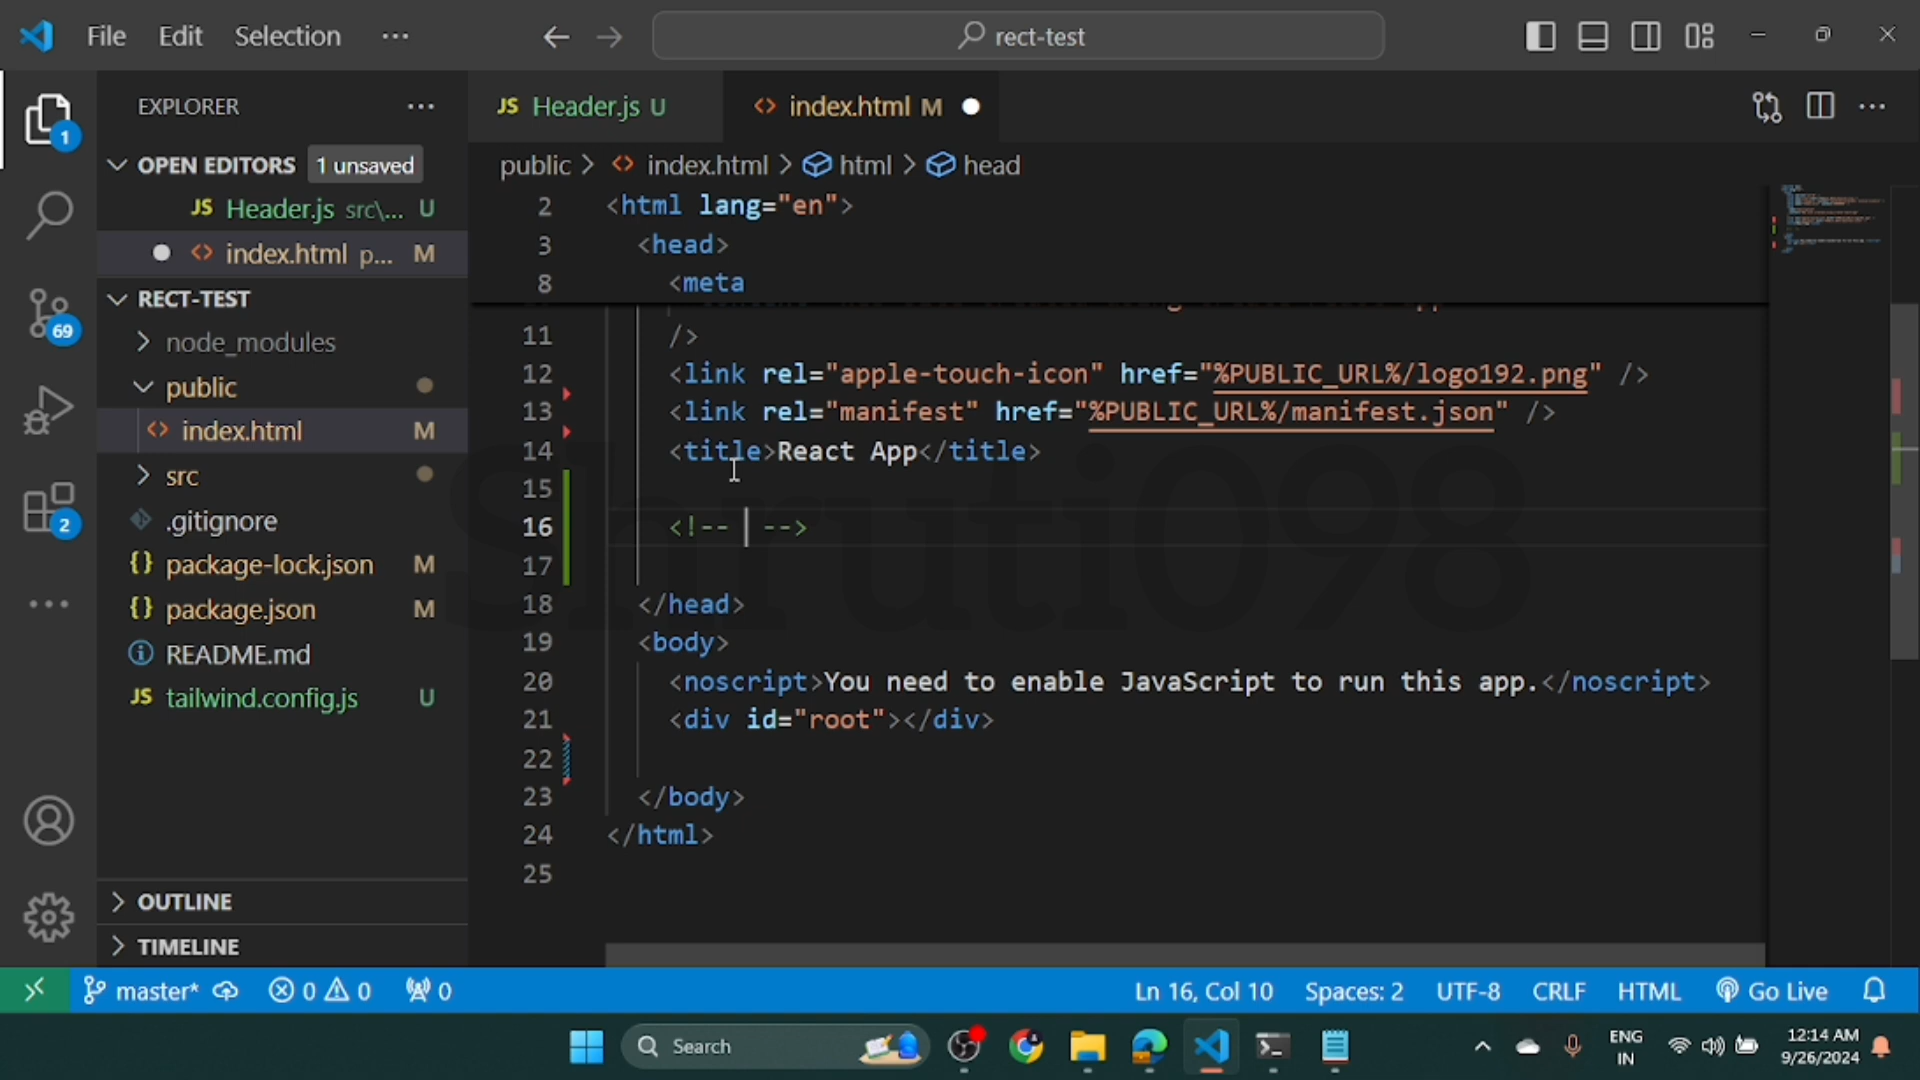 File Edit Selection ··· rect-test
EXPLORER ···
OPEN EDITORS 1 unsaved
JS Header.js src\... U
index.html p... M
RECT-TEST
node_modules
public
index.html M
src
.gitignore
{} package-lock.json M
{} package.json M
README.md
JS tailwind.config.js U
OUTLINE
TIMELINE
1
69
2
JS Header.js U
<> index.html M
public > <> index.html > html > head
2 <html lang="en">
3 <head>
8 <meta
11 />
12 <link rel="apple-touch-icon" href="%PUBLIC_URL%/logo192.png" />
13 <link rel="manifest" href="%PUBLIC_URL%/manifest.json" />
14 <title>React App</title>
15
16 <!-- -->
17
18 </head>
19 <body>
20 <noscript>You need to enable JavaScript to run this app.</noscript>
21 <div id="root"></div>
22
23 </body>
24 </html>
25
Shruti098
master* 0 0 0 Ln 16, Col 10 Spaces: 2 UTF-8 CRLF HTML Go Live
Search ENG IN 12:14 AM 9/26/2024